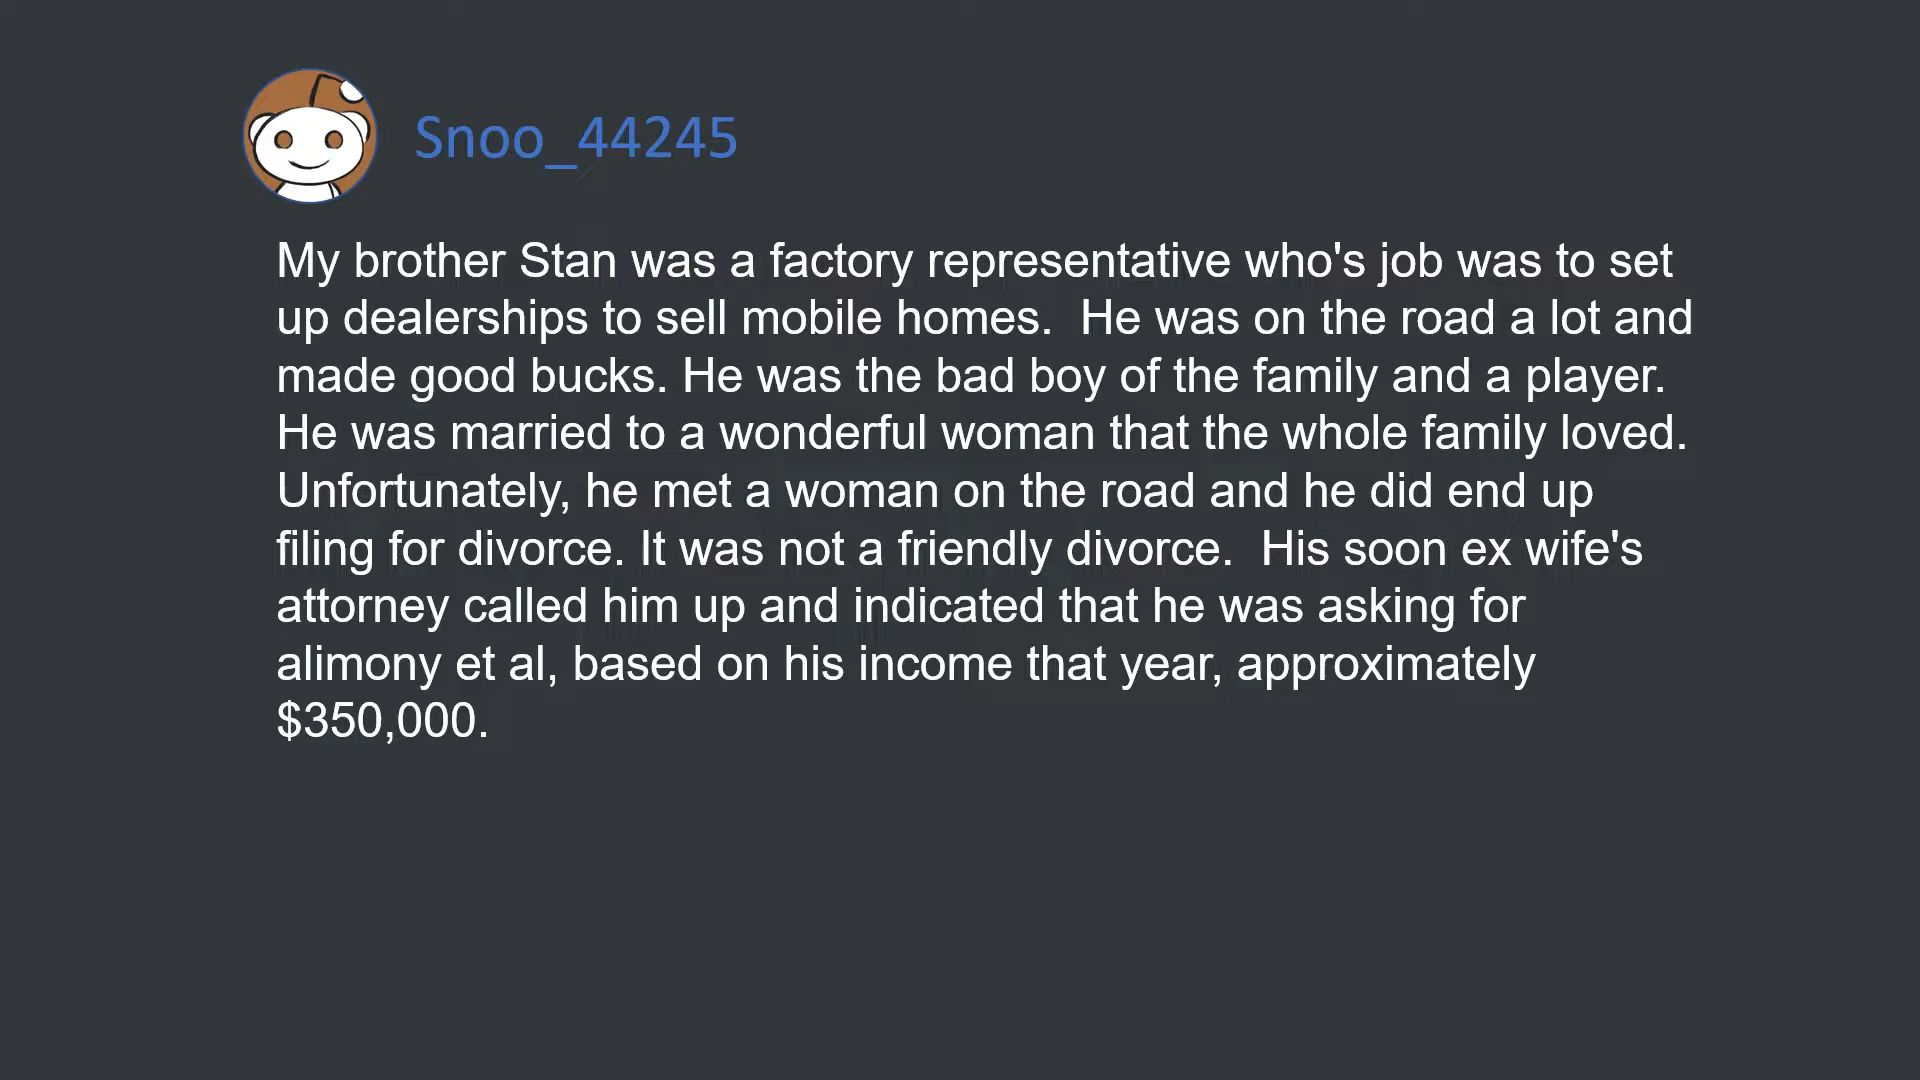 Snoo_44245
My brother Stan was a factory representative who's job was to set
up dealerships to sell mobile homes.  He was on the road a lot and
made good bucks. He was the bad boy of the family and a player.
He was married to a wonderful woman that the whole family loved.
Unfortunately, he met a woman on the road and he did end up
filing for divorce. It was not a friendly divorce.  His soon ex wife's
attorney called him up and indicated that he was asking for
alimony et al, based on his income that year, approximately
$350,000.